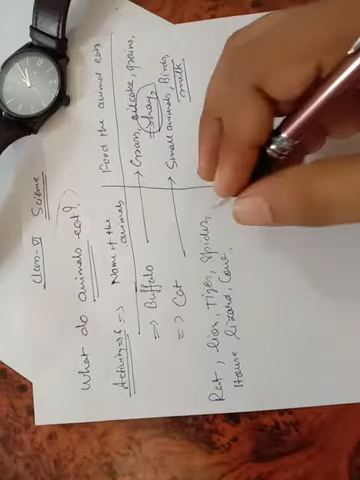 Class-VI Science
What do animals eat?
Activity => Name of the animals Food the animal eats
=> Buffalo → Grass, oilcake, grains,
=> hay,
=> Cat → Small animals, Birds,
milk
Rat, lion, Tiger, Spider,
House lizard, Cow,